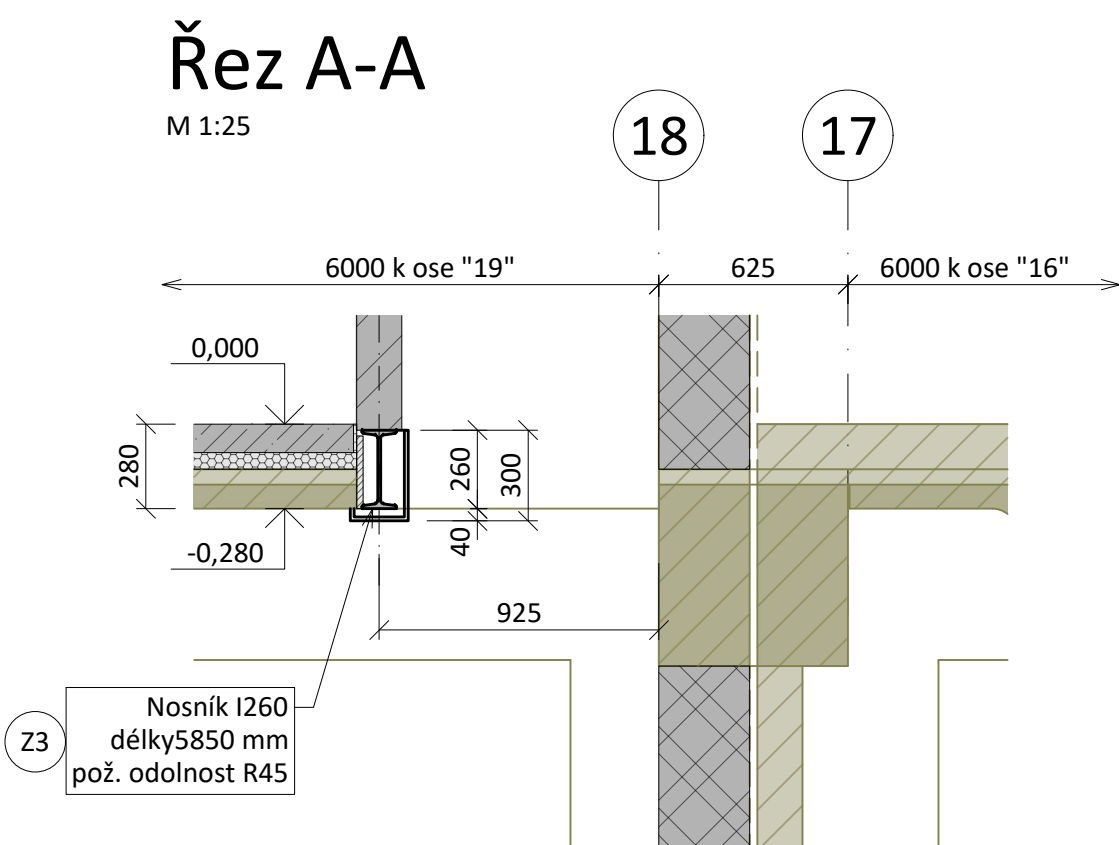 Řez A-A
M 1:25
18
17
6000 k ose "19"
625
6000 k ose "16"
0,000
280
260
300
40
-0,280
925
Z3
Nosník I260
délky5850 mm
pož. odolnost R45